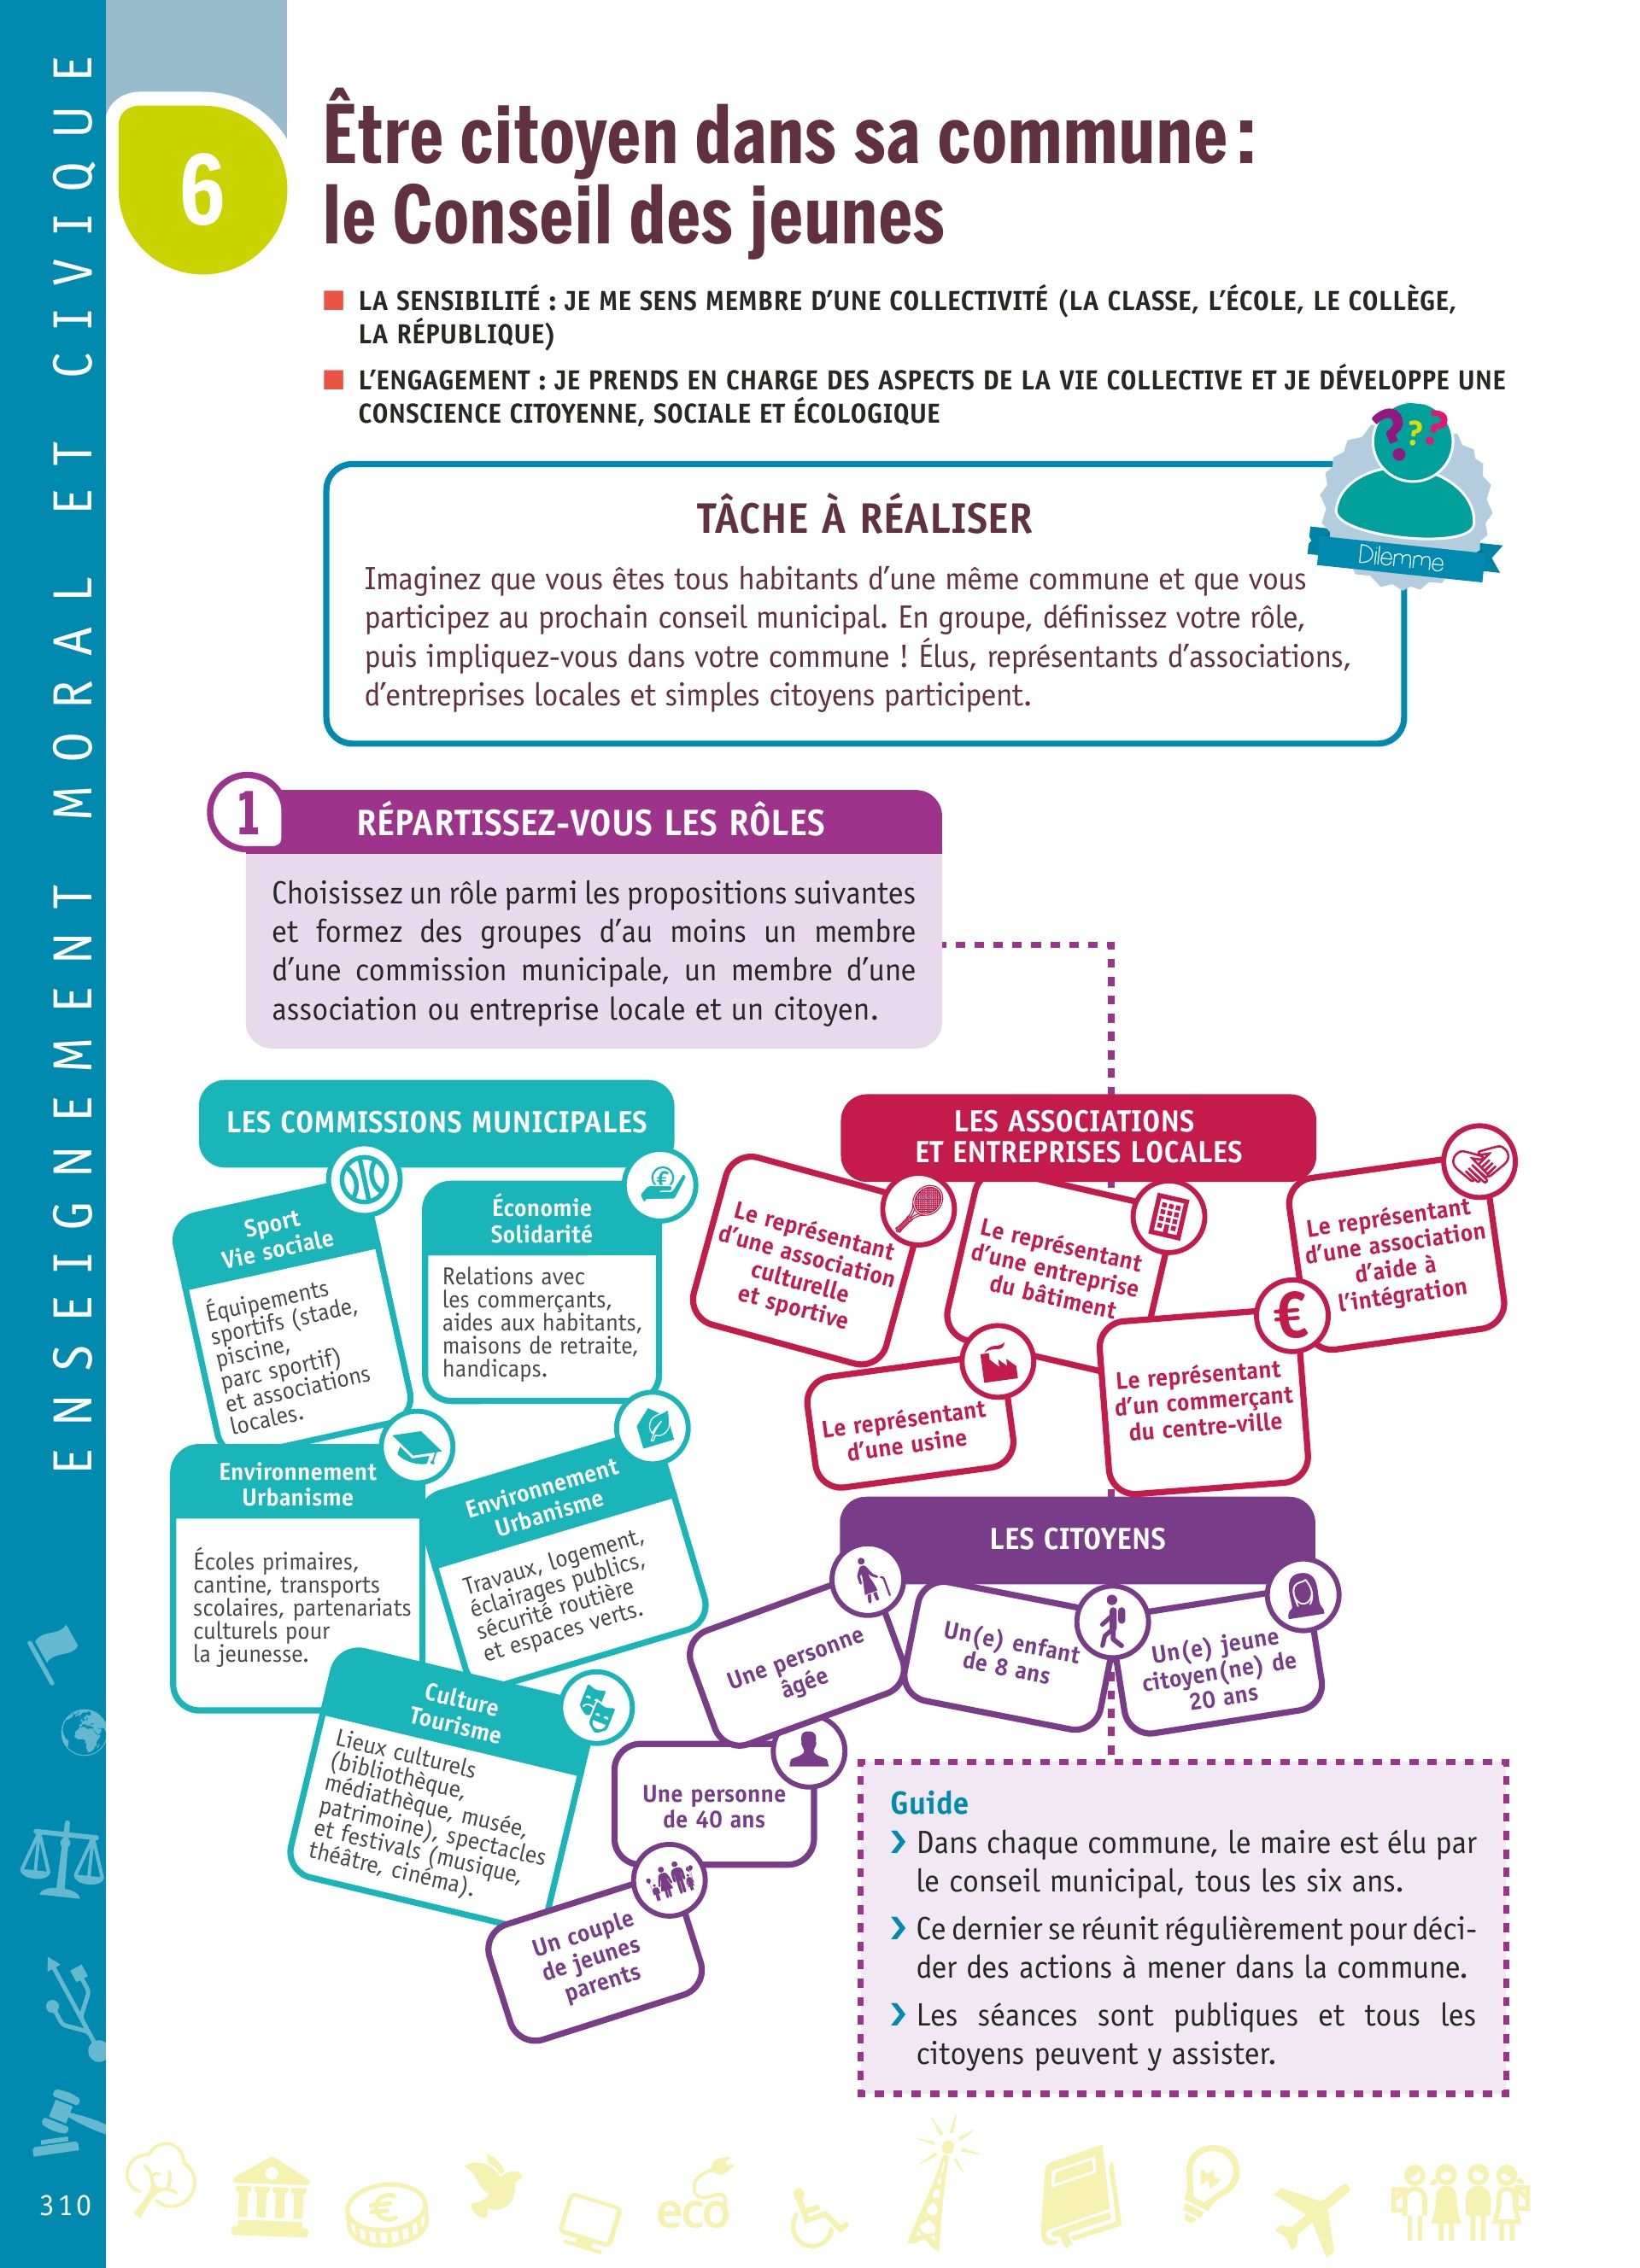 ENSEIGNEMENT MORAL ET CIVIQUE
6
Être citoyen dans sa commune :
le Conseil des jeunes
LA SENSIBILITÉ : JE ME SENS MEMBRE D'UNE COLLECTIVITÉ (LA CLASSE, L'ÉCOLE, LE COLLÈGE,
LA RÉPUBLIQUE)
L'ENGAGEMENT : JE PRENDS EN CHARGE DES ASPECTS DE LA VIE COLLECTIVE ET JE DÉVELOPPE UNE
CONSCIENCE CITOYENNE, SOCIALE ET ÉCOLOGIQUE
???
Dilemme
TÂCHE À RÉALISER
Imaginez que vous êtes tous habitants d'une même commune et que vous
participez au prochain conseil municipal. En groupe, définissez votre rôle,
puis impliquez-vous dans votre commune ! Élus, représentants d'associations,
d'entreprises locales et simples citoyens participent.
1
RÉPARTISSEZ-VOUS LES RÔLES
Choisissez un rôle parmi les propositions suivantes
et formez des groupes d'au moins un membre
d'une commission municipale, un membre d'une
association ou entreprise locale et un citoyen.
LES COMMISSIONS MUNICIPALES
Sport
Vie sociale
Équipements
sportifs (stade,
piscine,
parc sportif)
et associations
locales.
€
Économie
Solidarité
Relations avec
les commerçants,
aides aux habitants,
maisons de retraite,
handicaps.
Environnement
Urbanisme
Écoles primaires,
cantine, transports
scolaires, partenariats
culturels pour
la jeunesse.
Environnement
Urbanisme
Travaux, logement,
éclairages publics,
sécurité routière
et espaces verts.
Culture
Tourisme
Lieux culturels
(bibliothèque,
médiathèque, musée,
patrimoine), spectacles
et festivals (musique,
théâtre, cinéma).
LES ASSOCIATIONS
ET ENTREPRISES LOCALES
Le représentant
d'une association
culturelle
et sportive
Le représentant
d'une entreprise
du bâtiment
Le représentant
d'une association
d'aide à
l'intégration
Le représentant
d'une usine
€
Le représentant
d'un commerçant
du centre-ville
LES CITOYENS
Une personne
âgée
Un(e) enfant
de 8 ans
Un(e) jeune
citoyen(ne) de
20 ans
Une personne
de 40 ans
Un couple
de jeunes
parents
Guide
› Dans chaque commune, le maire est élu par
le conseil municipal, tous les six ans.
› Ce dernier se réunit régulièrement pour déci-
der des actions à mener dans la commune.
› Les séances sont publiques et tous les
citoyens peuvent y assister.
310
€
eco